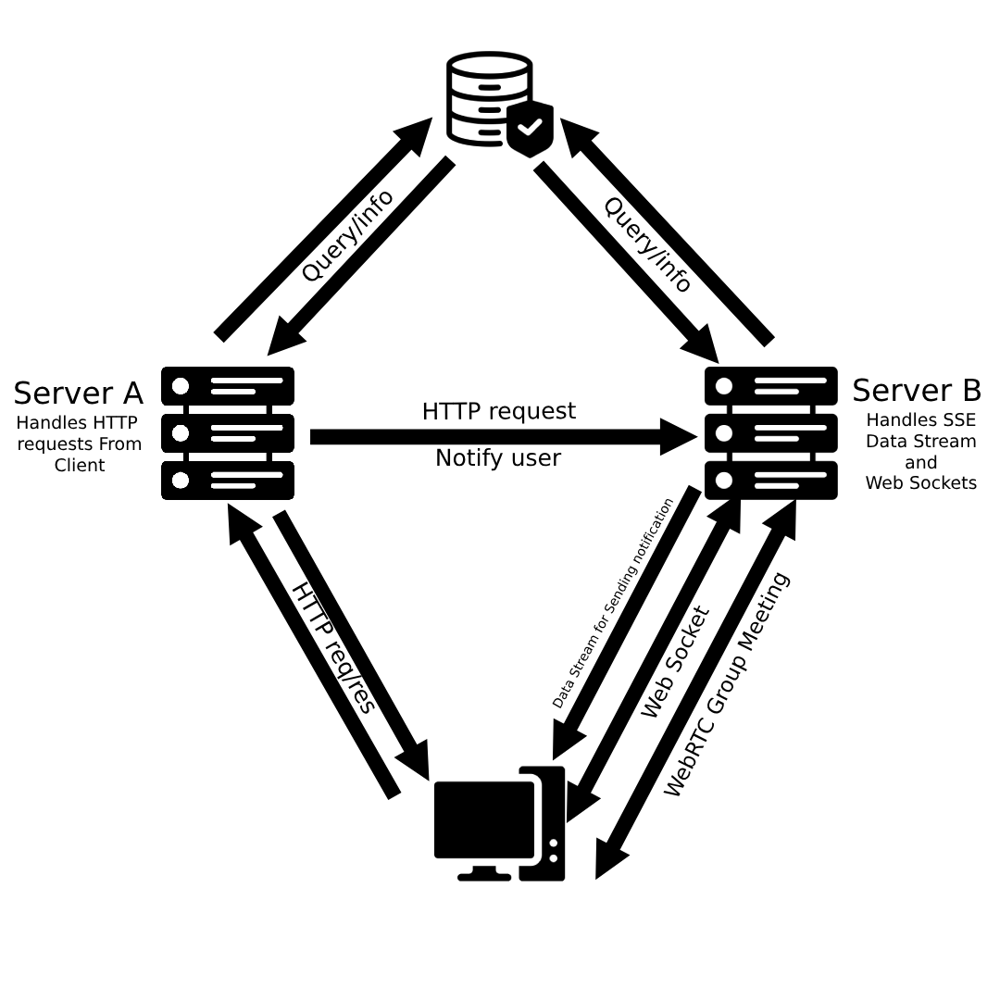 Query/info
Query/info
Server A
Handles HTTP
requests From
Client
HTTP request
Notify user
Server B
Handles SSE
Data Stream
and
Web Sockets
HTTP req/res
Data Stream for Sending notification
Web Socket
WebRTC Group Meeting